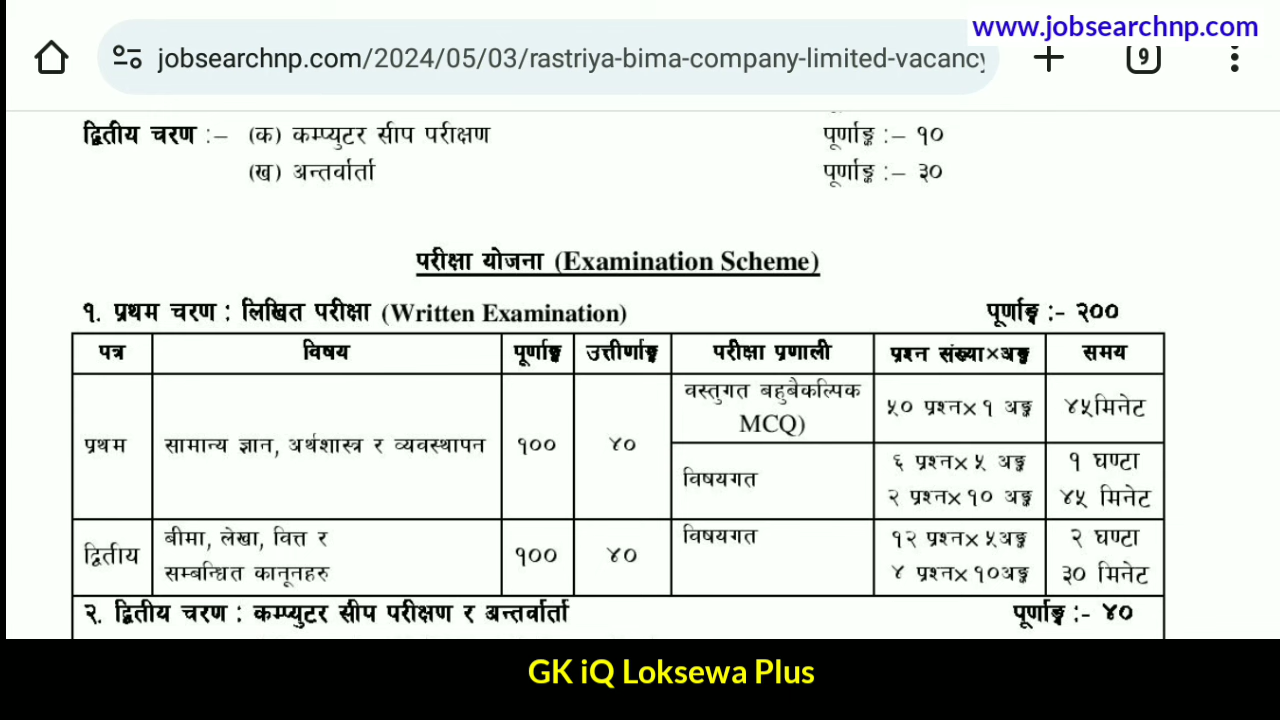 www.jobsearchnp.com
jobsearchnp.com/2024/05/03/rastriya-bima-company-limited-vacancy
9
द्वितीय चरण :– (क) कम्प्युटर सीप परीक्षण पूर्णाङ्क :– १०
(ख) अन्तर्वार्ता पूर्णाङ्क :– ३०
परीक्षा योजना (Examination Scheme)
१. प्रथम चरण : लिखित परीक्षा (Written Examination) पूर्णाङ्क :- २००
पत्र विषय पूर्णाङ्क उत्तीर्णाङ्क परीक्षा प्रणाली प्रश्न संख्या×अङ्क समय
प्रथम सामान्य ज्ञान, अर्थशास्त्र र व्यवस्थापन १०० ४० वस्तुगत बहुबैकल्पिक MCQ) ५० प्रश्न× १ अङ्क ४५मिनेट
विषयगत ६ प्रश्न× ५ अङ्क १ घण्टा
२ प्रश्न× १० अङ्क ४५ मिनेट
द्वितीय बीमा, लेखा, वित्त र सम्बन्धित कानूनहरु १०० ४० विषयगत १२ प्रश्न× ५अङ्क २ घण्टा
४ प्रश्न× १०अङ्क ३० मिनेट
२. द्वितीय चरण : कम्प्युटर सीप परीक्षण र अन्तर्वार्ता पूर्णाङ्क :- ४०
GK iQ Loksewa Plus